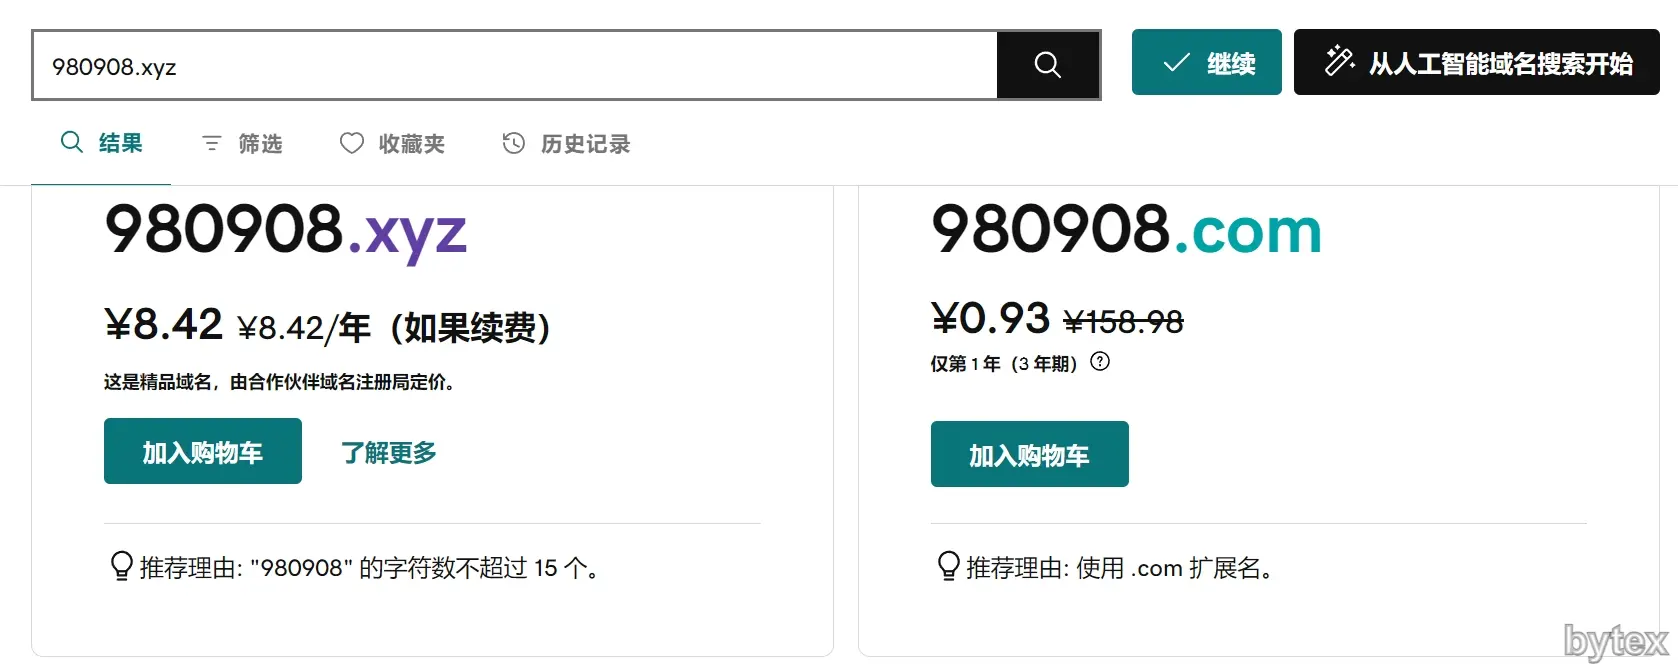 980908.xyz
继续
从人工智能域名搜索开始
结果
筛选
收藏夹
历史记录
980908.xyz
¥8.42 ¥8.42/年（如果续费）
这是精品域名，由合作伙伴域名注册局定价。
加入购物车
了解更多
推荐理由: "980908" 的字符数不超过 15 个。
980908.com
¥0.93 ¥158.98
仅第 1 年（3 年期）
加入购物车
推荐理由: 使用 .com 扩展名。
bytex